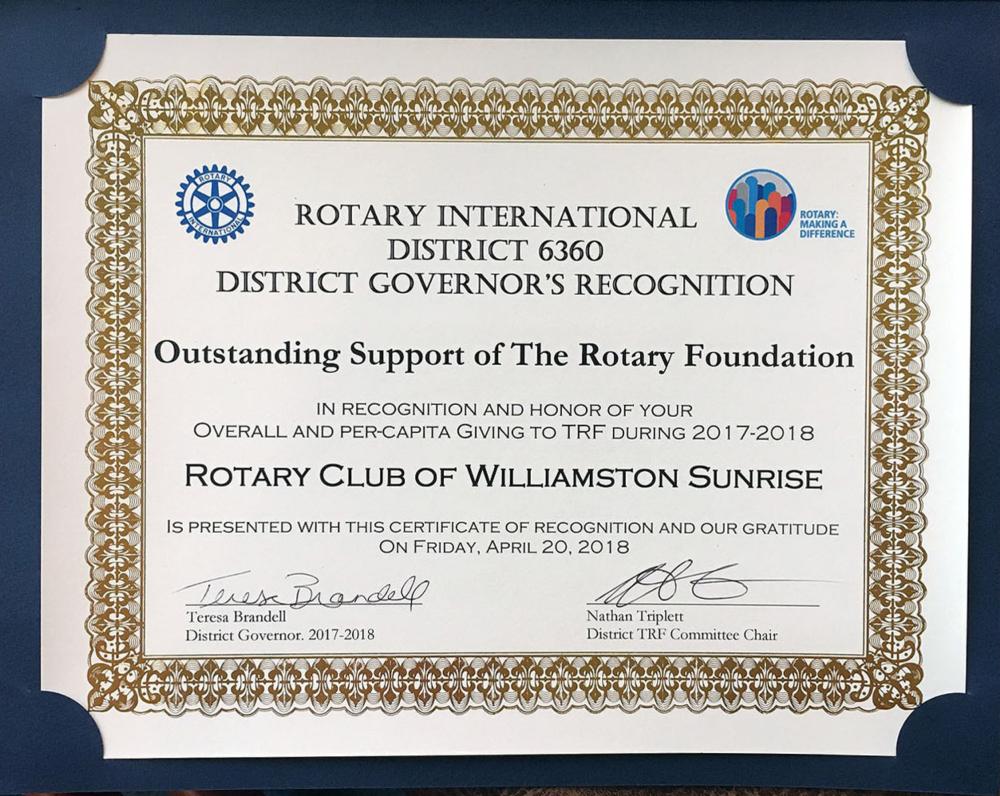 ROTARY
INTERNATIONAL
ROTARY:
MAKING A
DIFFERENCE
ROTARY INTERNATIONAL
DISTRICT 6360
DISTRICT GOVERNOR'S RECOGNITION
Outstanding Support of The Rotary Foundation
IN RECOGNITION AND HONOR OF YOUR
OVERALL AND PER-CAPITA GIVING TO TRF DURING 2017-2018
ROTARY CLUB OF WILLIAMSTON SUNRISE
IS PRESENTED WITH THIS CERTIFICATE OF RECOGNITION AND OUR GRATITUDE
ON FRIDAY, APRIL 20, 2018
Teresa Brandell
Teresa Brandell
District Governor. 2017-2018
Nathan Triplett
District TRF Committee Chair